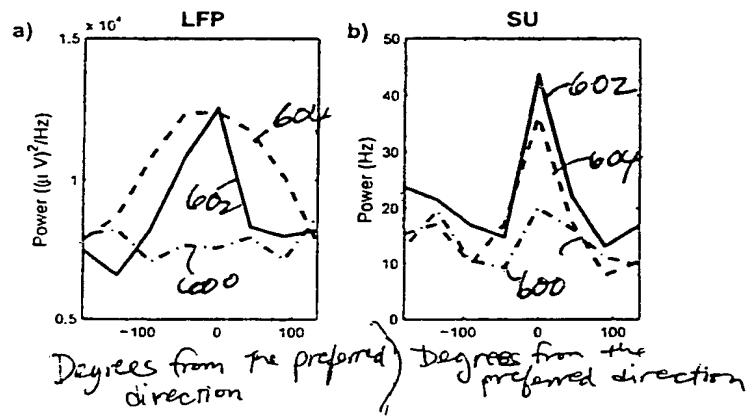 LFP
SU
a)
b)
1.5 x 10⁴
1
0.5
Power ((μ V)²/Hz)
-100
0
100
604
602
600
50
40
30
20
10
0
Power (Hz)
-100
0
100
602
604
600
Degrees from the preferred direction
Degrees from the preferred direction